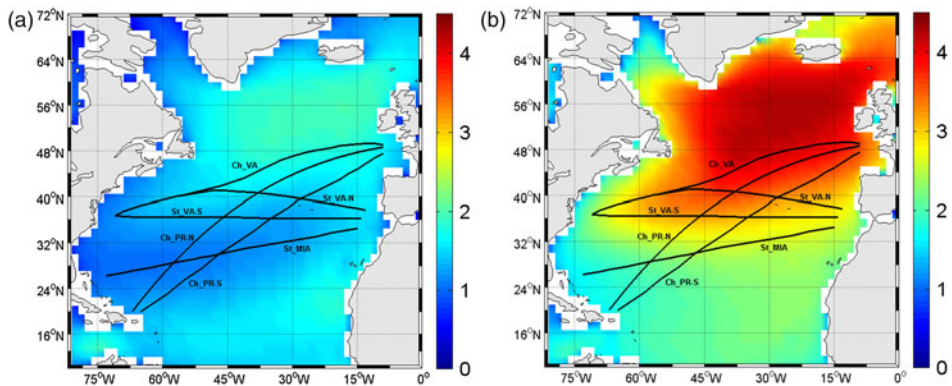 (a)
72°N
64°N
56°N
48°N
40°N
32°N
24°N
16°N
75°W
60°W
45°W
30°W
15°W
0°
Ch_VA
St_VA-N
St_VA-S
Ch_PR-N
St_MIA
Ch_PR-S
4
3
2
1
0
(b)
72°N
64°N
56°N
48°N
40°N
32°N
24°N
16°N
75°W
60°W
45°W
30°W
15°W
0°
Ch_VA
St_VA-N
St_VA-S
Ch_PR-N
St_MIA
Ch_PR-S
4
3
2
1
0